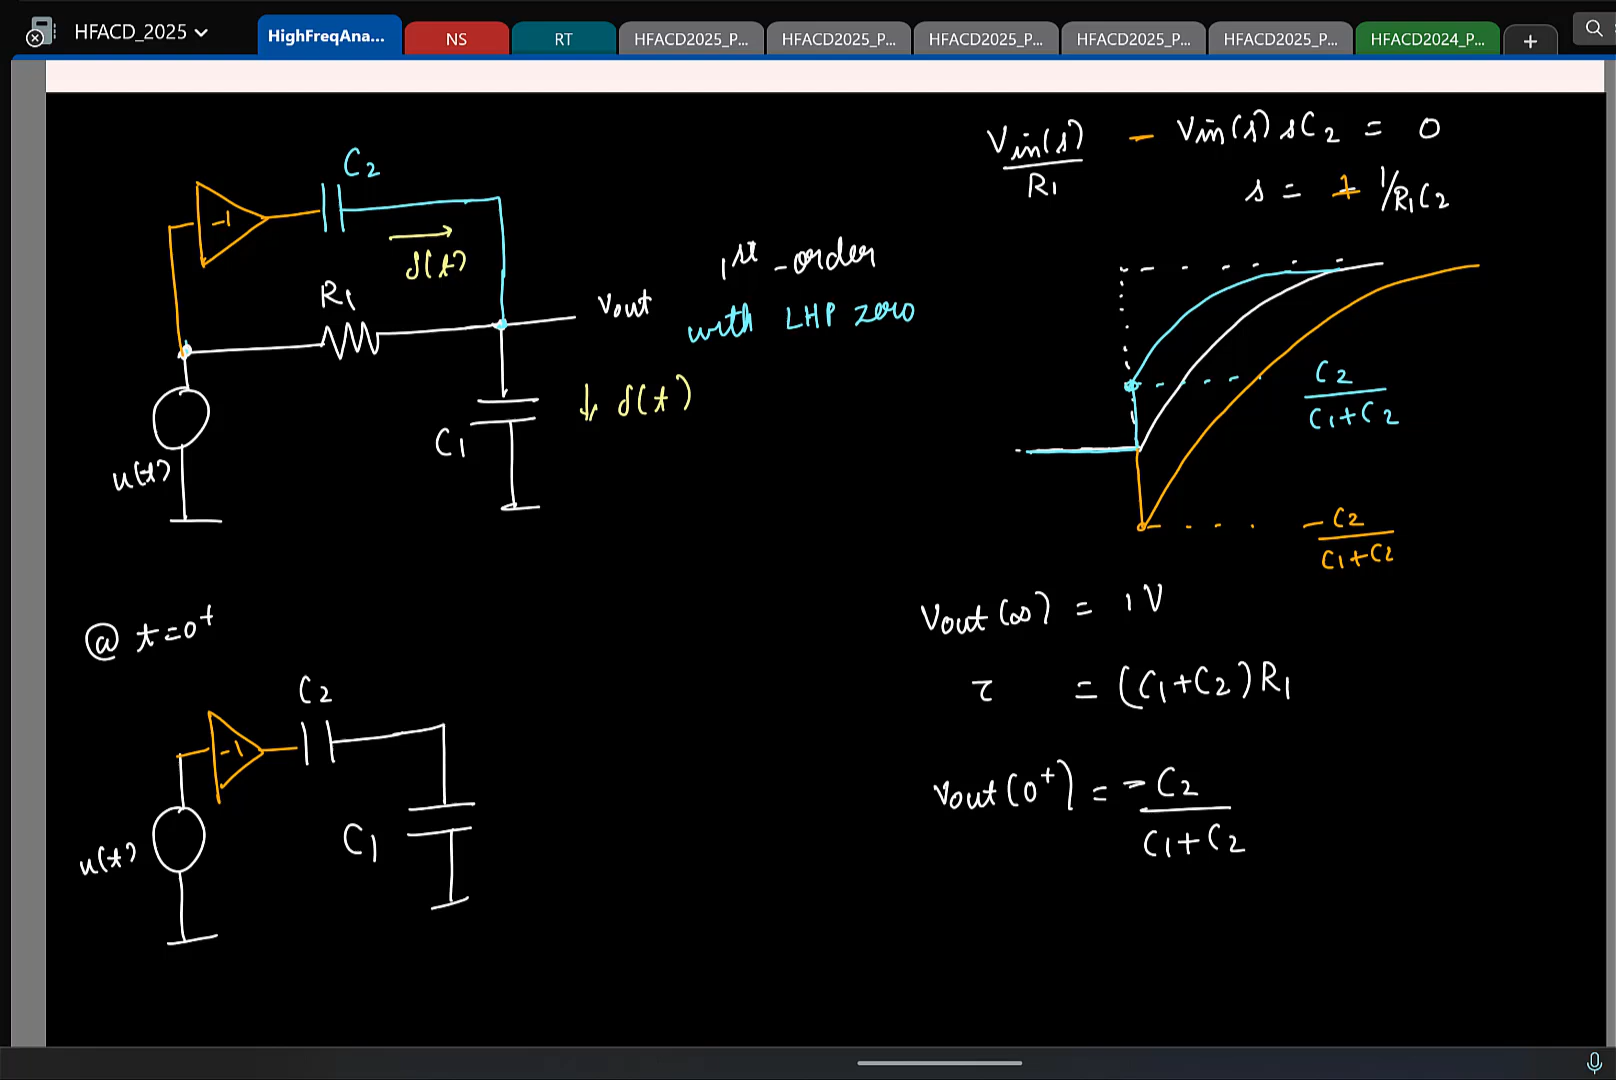 HFACD_2025
HighFreqAna...
NS
RT
HFACD2025_P...
HFACD2025_P...
HFACD2025_P...
HFACD2025_P...
HFACD2025_P...
HFACD2024_P...
+
C2
-1
δ(t)
R1
Vout
1st-order
with LHP zero
C1
↓ δ(t)
u(t)
Vin(s)/R1 - Vin(s) sC2 = 0
s = + 1/R1C2
C2/(C1+C2)
-C2/(C1+C2)
@ t=0+
C2
-1
C1
u(t)
Vout(∞) = 1V
τ = (C1+C2)R1
Vout(0+) = -C2/(C1+C2)